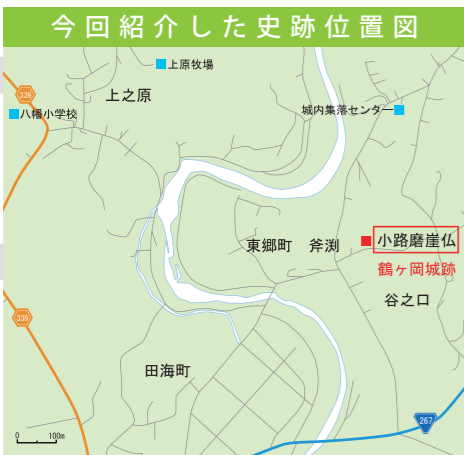 今回紹介した史跡位置図
上原牧場
339
上之原
八幡小学校
城内集落センター
東郷町 斧渕
小路磨崖仏
鶴ヶ岡城跡
谷之口
339
田海町
267
0 100m